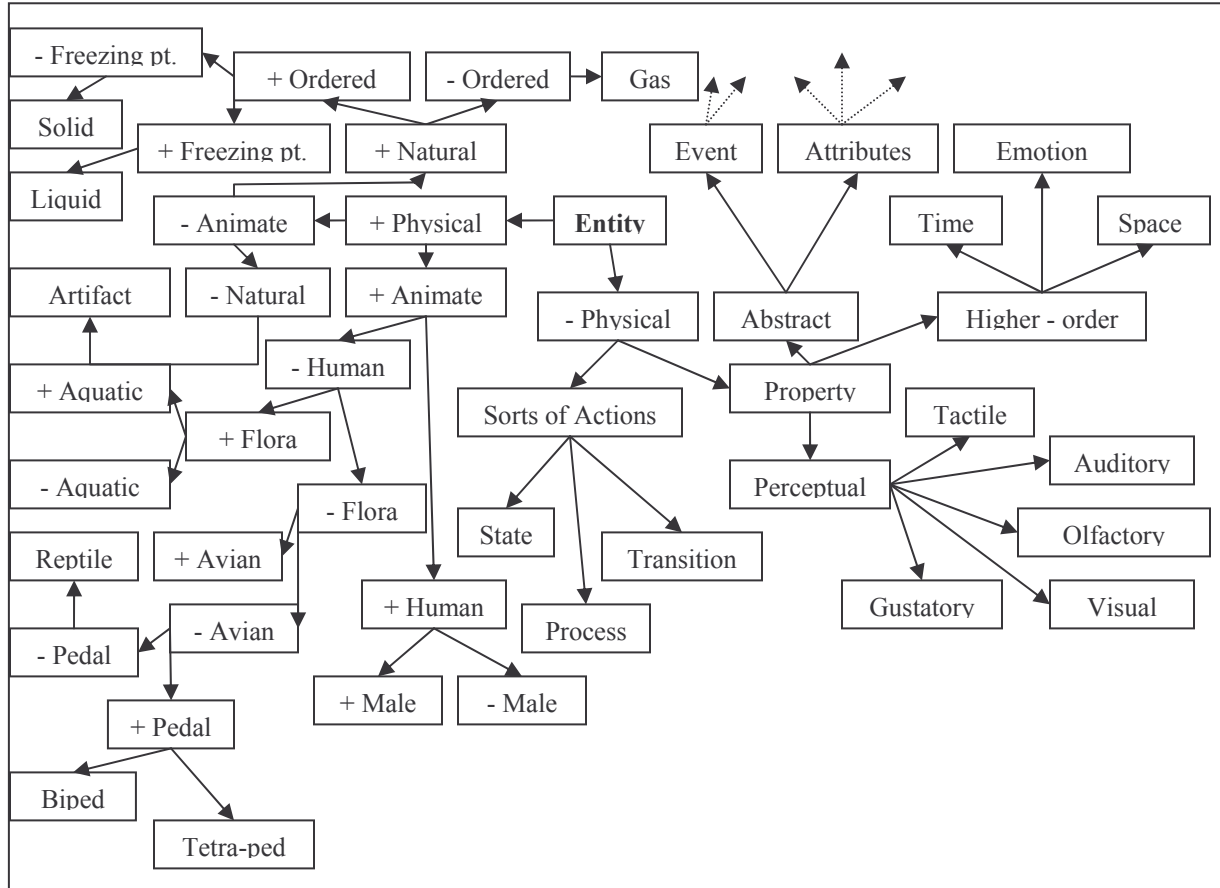 - Freezing pt.
+ Ordered
- Ordered
Gas
Solid
+ Freezing pt.
+ Natural
Event
Attributes
Emotion
Liquid
- Animate
+ Physical
Entity
Time
Space
Artifact
- Natural
+ Animate
- Physical
Abstract
Higher - order
+ Aquatic
- Human
Property
Sorts of Actions
Tactile
+ Flora
- Aquatic
Perceptual
Auditory
- Flora
State
Transition
Olfactory
Reptile
+ Avian
+ Human
Process
Gustatory
Visual
- Avian
- Pedal
+ Male
- Male
+ Pedal
Biped
Tetra-ped